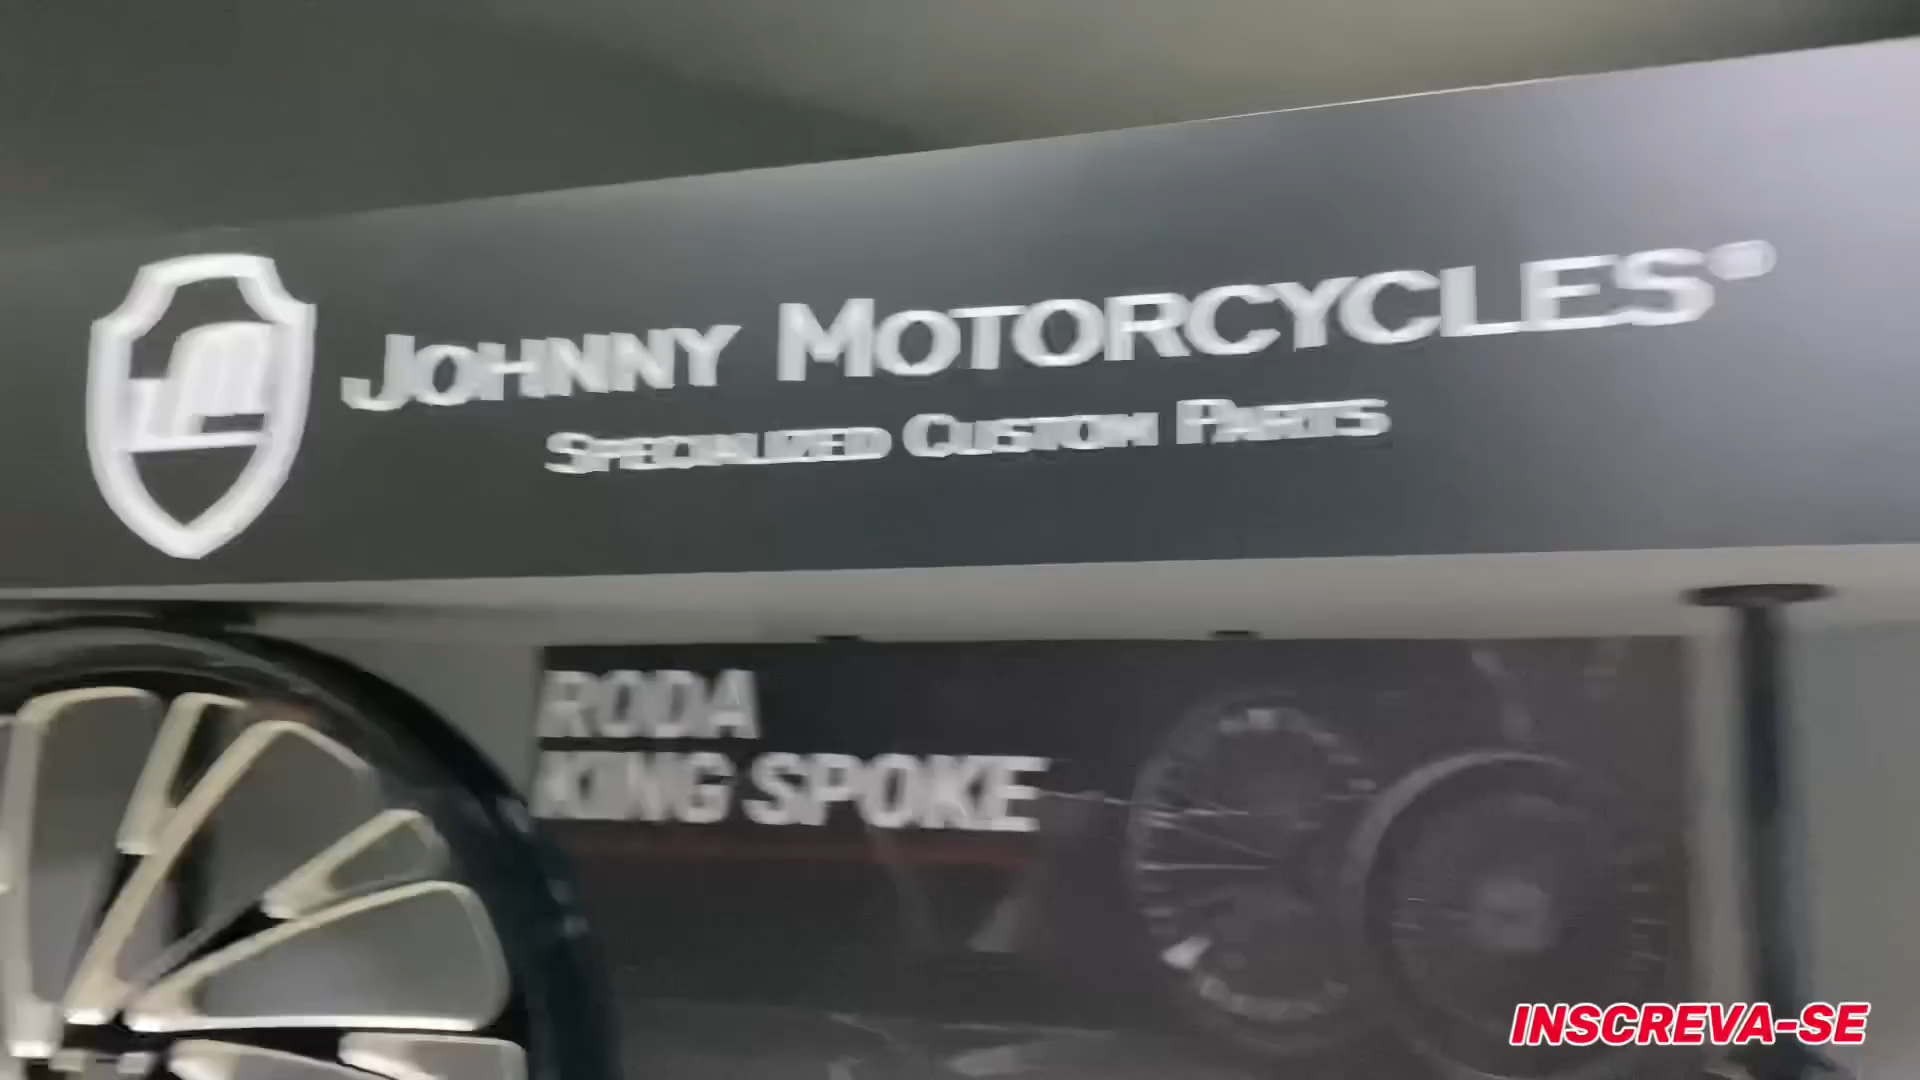 JOHNNY MOTORCYCLES
SPECIALIZED CUSTOM PARTS
RODA
KING SPOKE
INSCREVA-SE